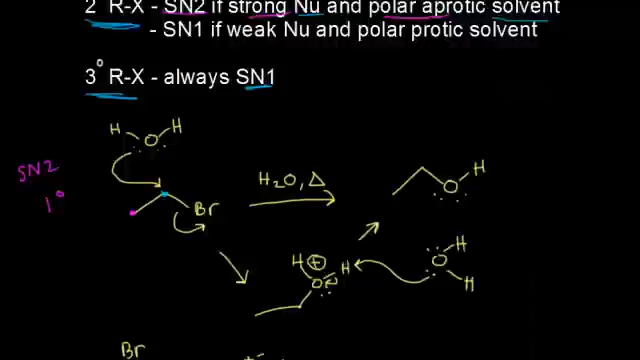 2° R-X - SN2 if strong Nu and polar aprotic solvent
- SN1 if weak Nu and polar protic solvent
3° R-X - always SN1
H O H
SN2
1°
Br
H₂O, Δ
O H
H + O H
O H H
Br